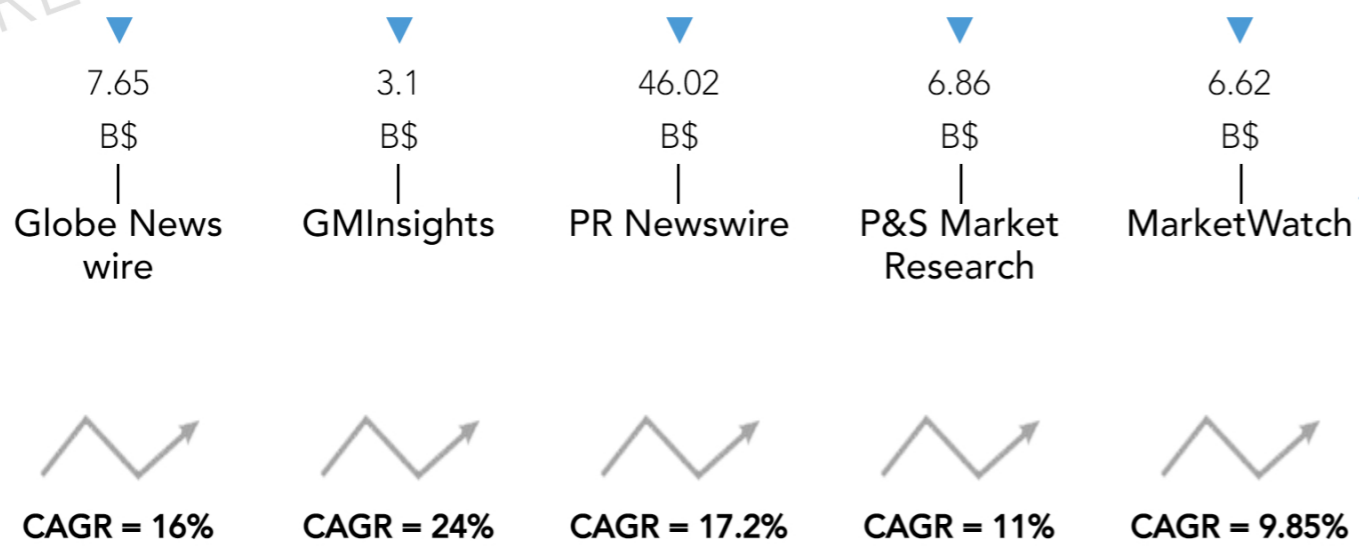 7.65 3.1 46.02 6.86 6.62
B$ B$ B$ B$ B$
Globe News GMInsights PR Newswire P&S Market MarketWatch
wire Research
CAGR = 16% CAGR = 24% CAGR = 17.2% CAGR = 11% CAGR = 9.85%